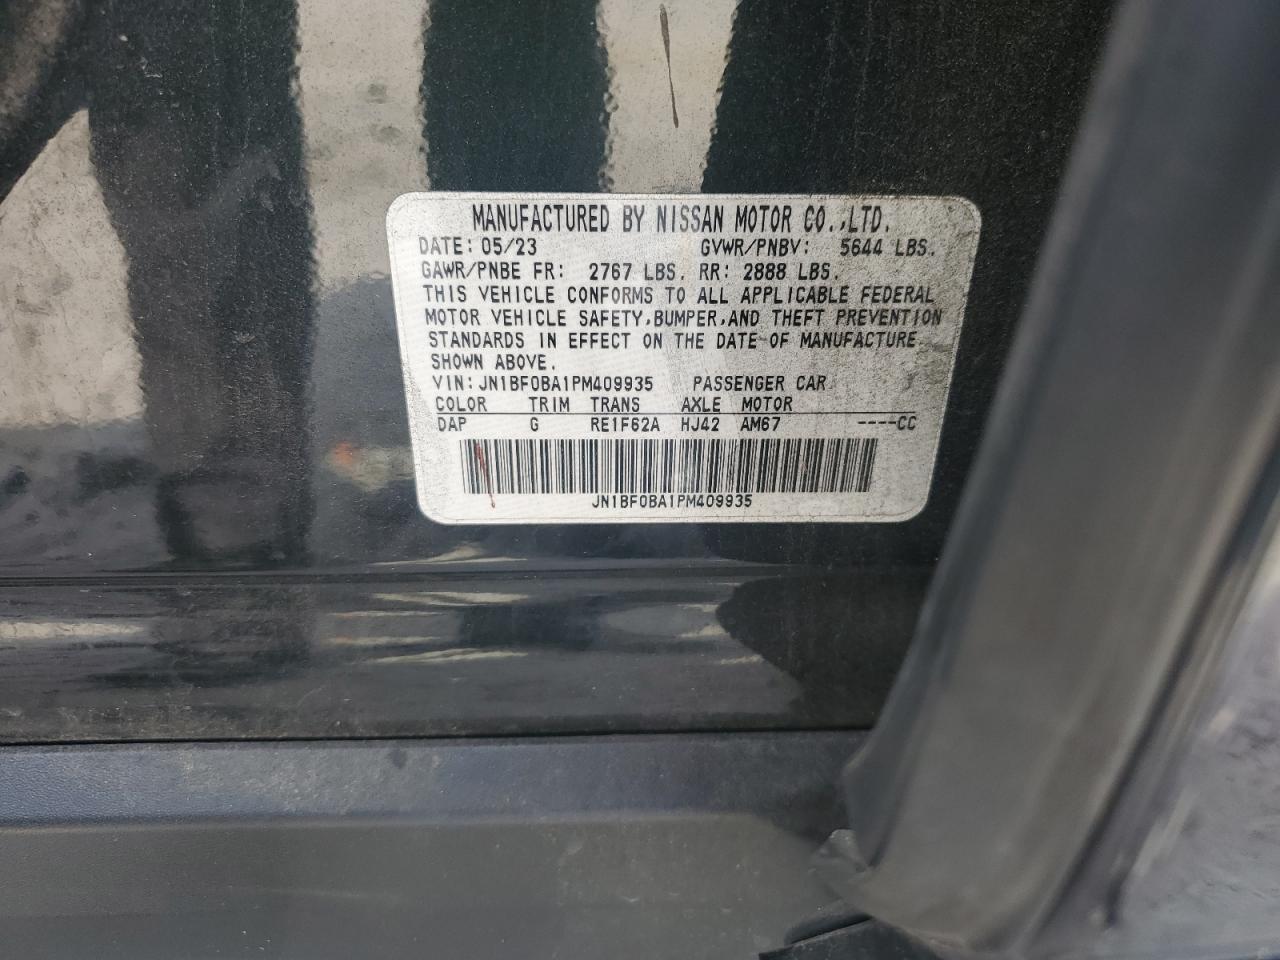 MANUFACTURED BY NISSAN MOTOR CO.,LTD.
DATE: 05/23 GVWR/PNBV: 5644 LBS.
GAWR/PNBE FR: 2767 LBS. RR: 2888 LBS.
THIS VEHICLE CONFORMS TO ALL APPLICABLE FEDERAL
MOTOR VEHICLE SAFETY,BUMPER,AND THEFT PREVENTION
STANDARDS IN EFFECT ON THE DATE OF MANUFACTURE
SHOWN ABOVE.
VIN: JN1BF0BA1PM409935 PASSENGER CAR
COLOR TRIM TRANS AXLE MOTOR
DAP G RE1F62A HJ42 AM67 ----CC
JN1BF0BA1PM409935